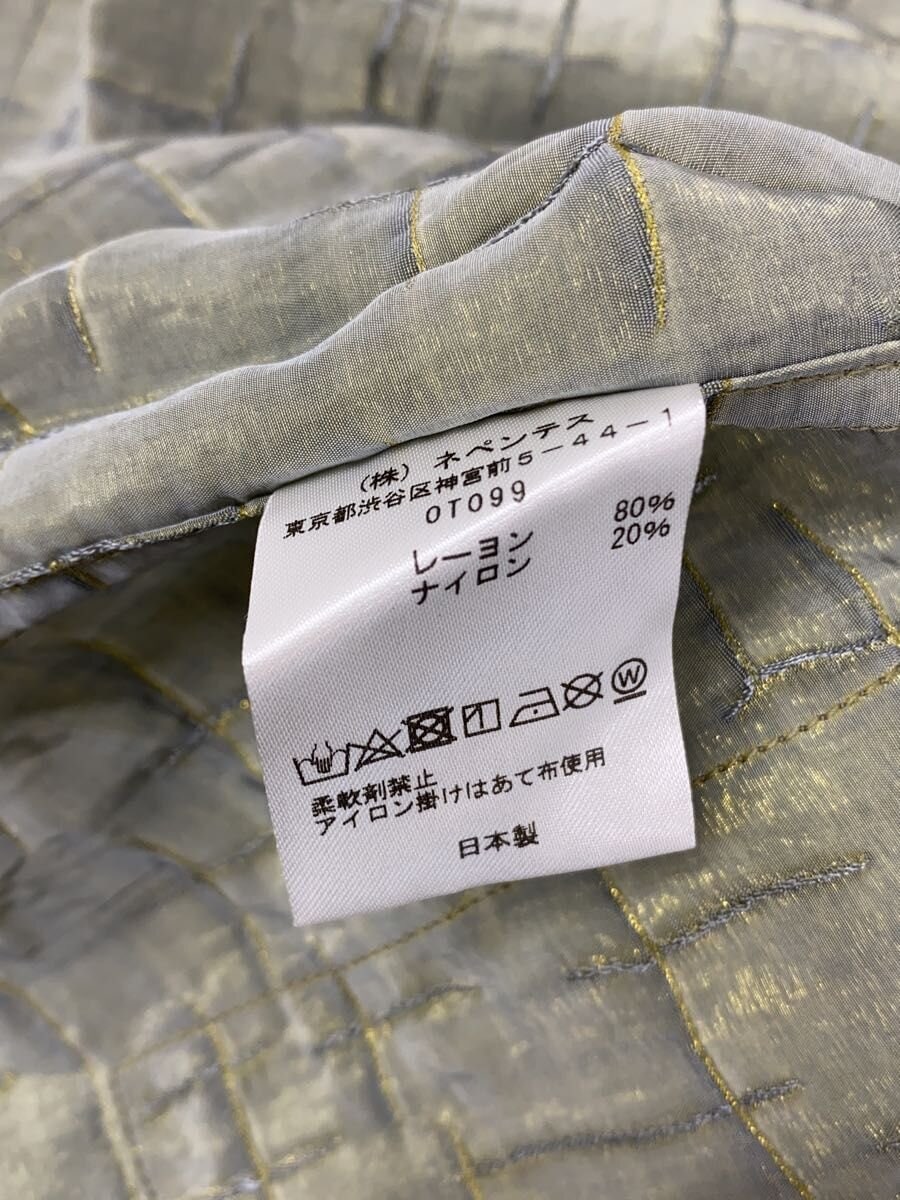 (株) ネペンテス
東京都渋谷区神宮前5-44-1
OT099
レーヨン 80%
ナイロン 20%
W
柔軟剤禁止
アイロン掛けはあて布使用
日本製